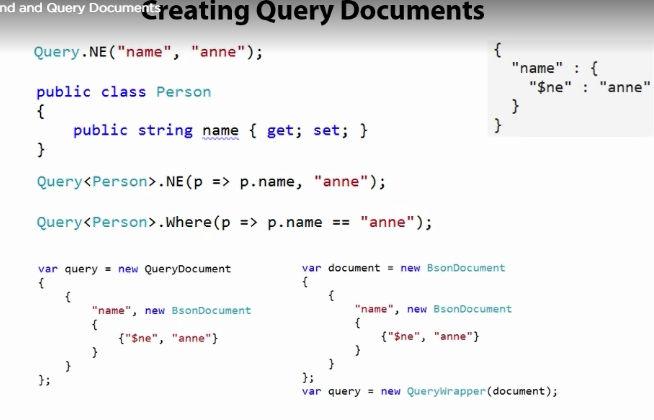 nd and Query Documents
Creating Query Documents
Query.NE("name", "anne");
{
"name" : {
"$ne" : "anne"
}
}
public class Person
{
public string name { get; set; }
}
Query<Person>.NE(p => p.name, "anne");
Query<Person>.Where(p => p.name == "anne");
var query = new QueryDocument
{
{
"name", new BsonDocument
{
{"$ne", "anne"}
}
}
};
var document = new BsonDocument
{
{
"name", new BsonDocument
{
{"$ne", "anne"}
}
}
};
var query = new QueryWrapper(document);